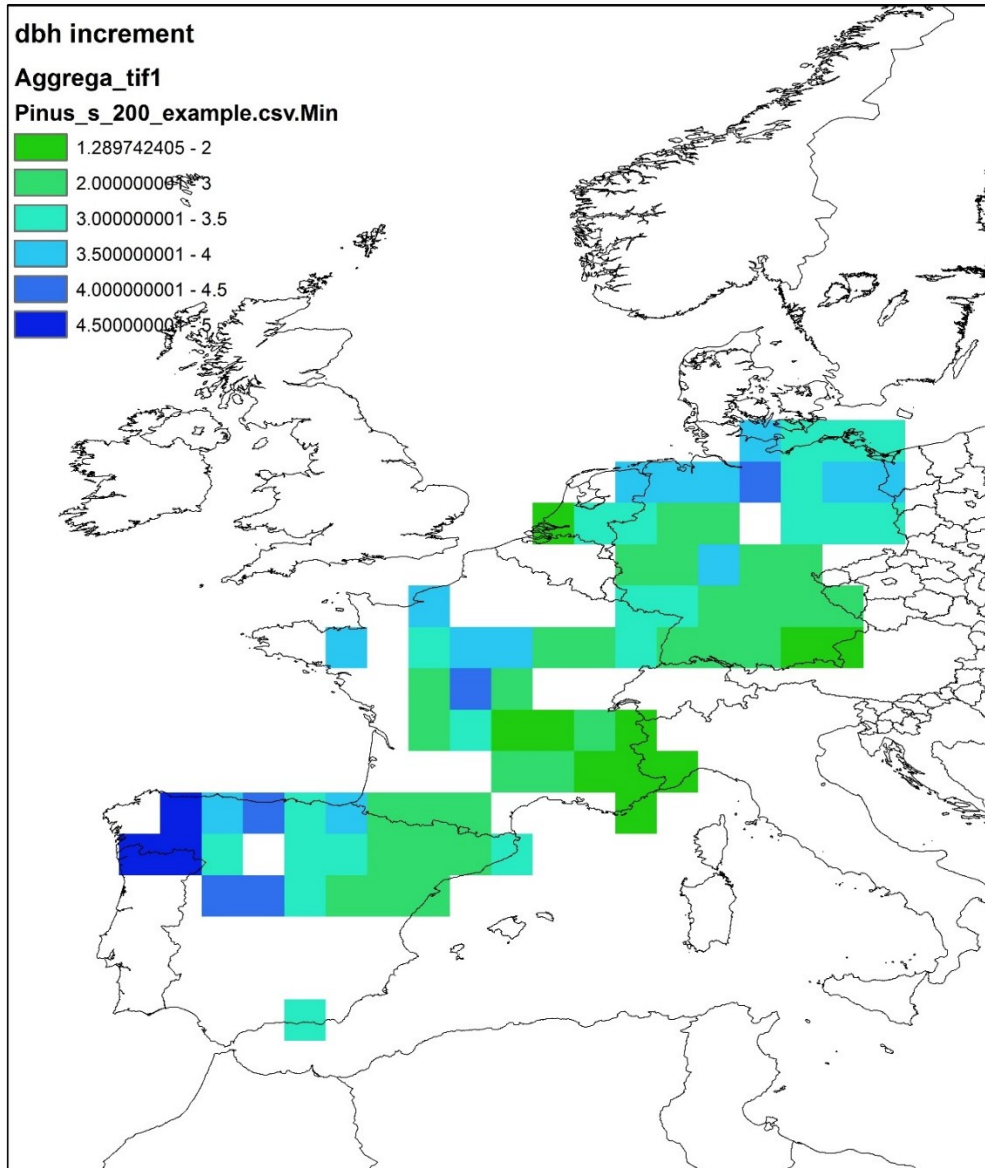 dbh increment
Aggrega_tif1
Pinus_s_200_example.csv.Min
1.289742405 - 2
2.000000001 - 3
3.000000001 - 3.5
3.500000001 - 4
4.000000001 - 4.5
4.500000001 - 5